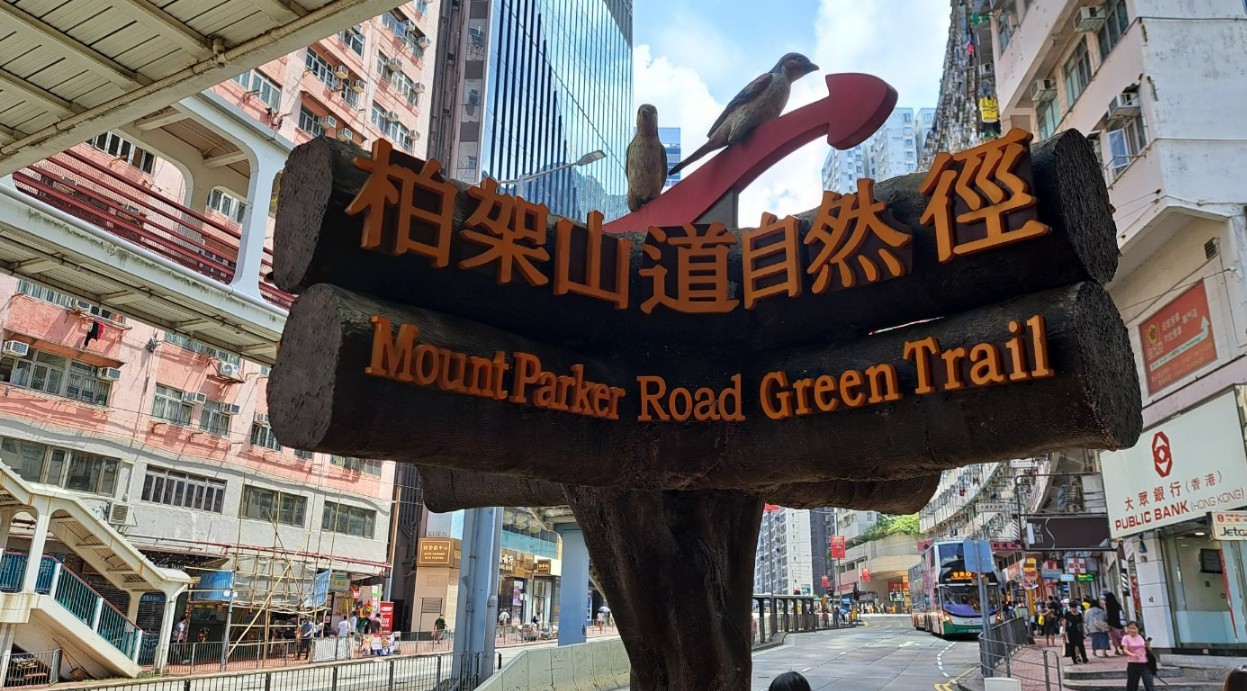 柏架山道自然徑
Mount Parker Road Green Trail
大眾銀行(香港)
PUBLIC BANK (HONG KONG)